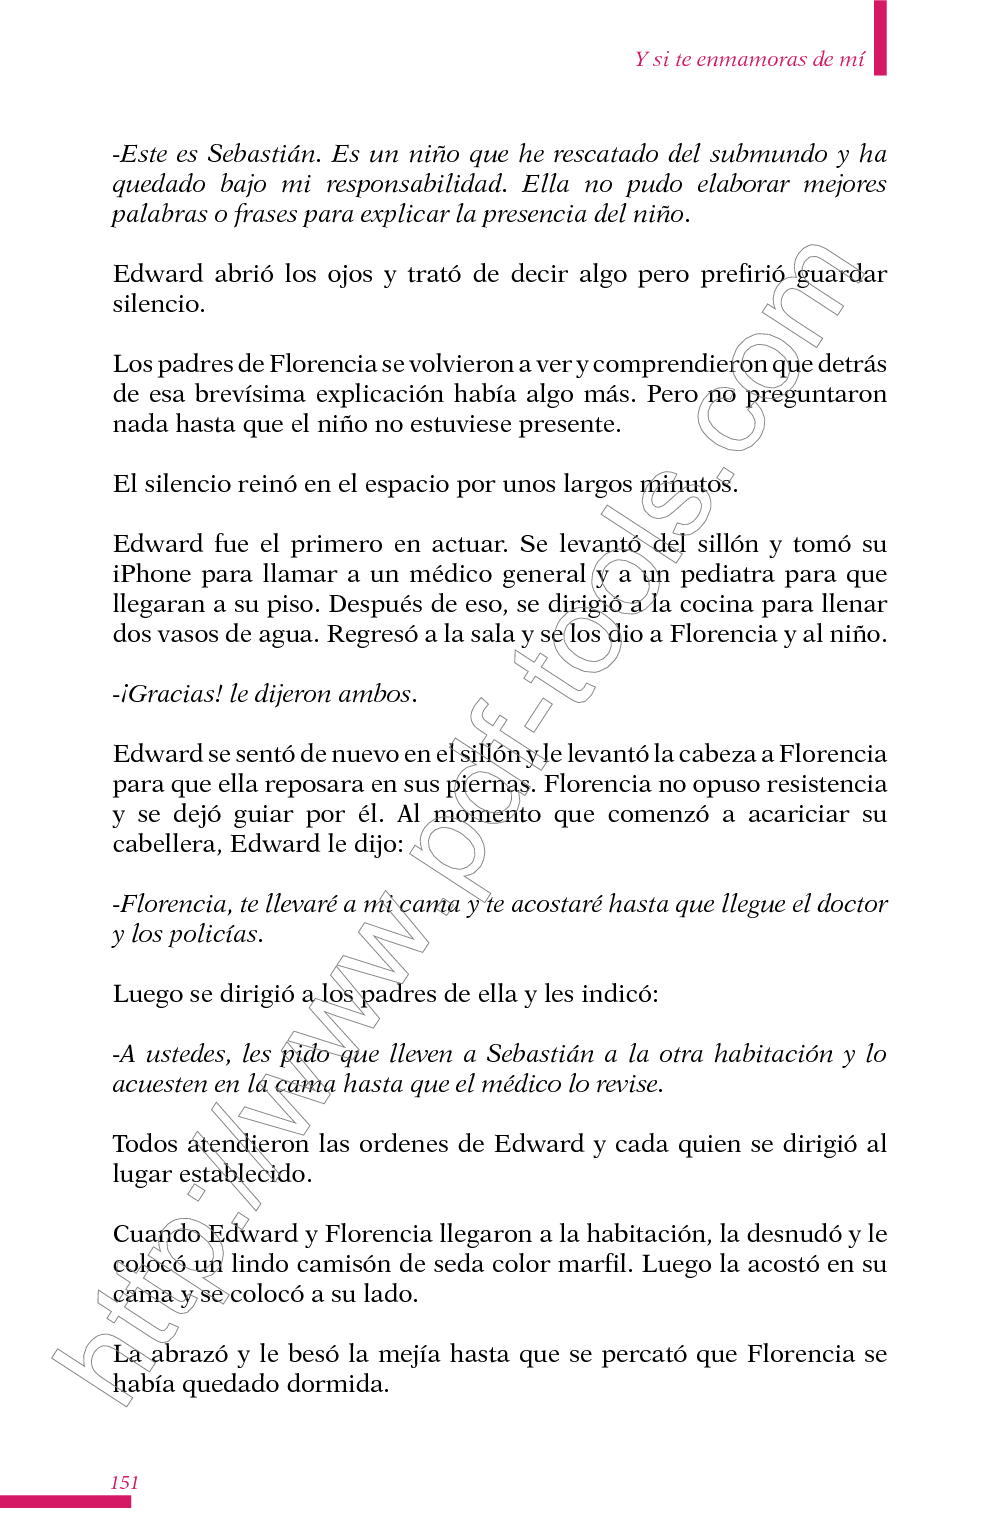 Y si te enmamoras de mí
-Este es Sebastián. Es un niño que he rescatado del submundo y ha
quedado bajo mi responsabilidad. Ella no pudo elaborar mejores
palabras o frases para explicar la presencia del niño.
Edward abrió los ojos y trató de decir algo pero prefirió guardar
silencio.
Los padres de Florencia se volvieron a ver y comprendieron que detrás
de esa brevísima explicación había algo más. Pero no preguntaron
nada hasta que el niño no estuviese presente.
El silencio reinó en el espacio por unos largos minutos.
Edward fue el primero en actuar. Se levantó del sillón y tomó su
iPhone para llamar a un médico general y a un pediatra para que
llegaran a su piso. Después de eso, se dirigió a la cocina para llenar
dos vasos de agua. Regresó a la sala y se los dio a Florencia y al niño.
-¡Gracias! le dijeron ambos.
Edward se sentó de nuevo en el sillón y le levantó la cabeza a Florencia
para que ella reposara en sus piernas. Florencia no opuso resistencia
y se dejó guiar por él. Al momento que comenzó a acariciar su
cabellera, Edward le dijo:
-Florencia, te llevaré a mi cama y te acostaré hasta que llegue el doctor
y los policías.
Luego se dirigió a los padres de ella y les indicó:
-A ustedes, les pido que lleven a Sebastián a la otra habitación y lo
acuesten en la cama hasta que el médico lo revise.
Todos atendieron las ordenes de Edward y cada quien se dirigió al
lugar establecido.
Cuando Edward y Florencia llegaron a la habitación, la desnudó y le
colocó un lindo camisón de seda color marfil. Luego la acostó en su
cama y se colocó a su lado.
La abrazó y le besó la mejía hasta que se percató que Florencia se
había quedado dormida.
151
http://www.pdf-tools.com